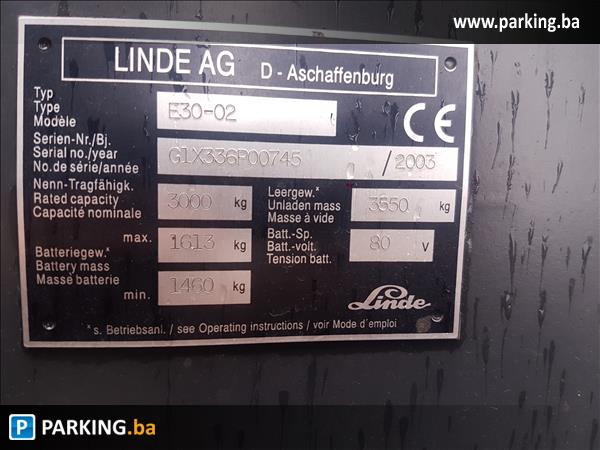 www.parking.ba
LINDE AG D - Aschaffenburg
Typ
Type
Modèle
E30-02
CE
Serien-Nr./Bj.
Serial no./year
No. de série/année
G1X336P00745 / 2003
Nenn-Tragfähigk.
Rated capacity
Capacité nominale
3000 kg
Leergew.*
Unladen mass
Masse à vide
3550 kg
Batteriegew.*
Battery mass
Masse batterie
max. 1613 kg
min. 1460 kg
Batt.-Sp.
Batt.-volt.
Tension batt.
80 V
Linde
* s. Betriebsanl. / see Operating instructions / voir Mode d'emploi
P PARKING.ba